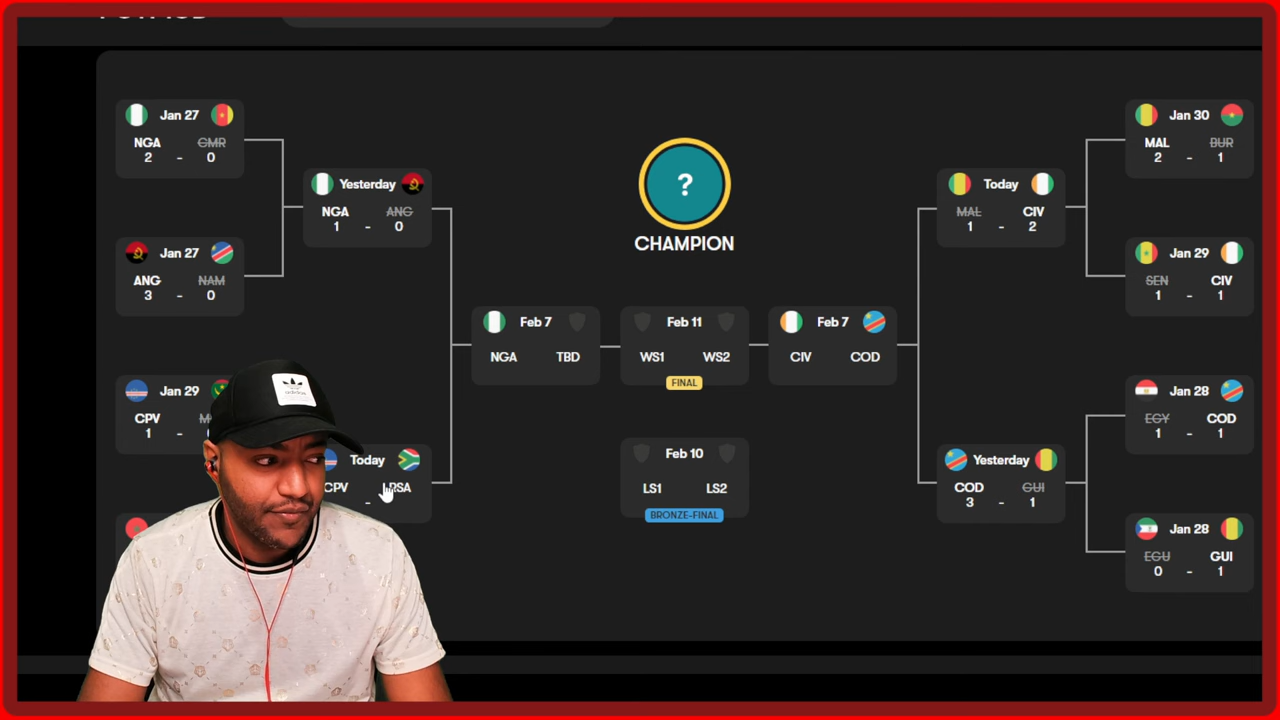 Jan 27
NGA CMR
2 - 0
Jan 27
ANG NAM
3 - 0
Jan 29
CPV
1 -
Yesterday
NGA ANG
1 - 0
Today
CPV RSA
-
Feb 7
NGA TBD
CHAMPION
?
Feb 11
WS1 WS2
FINAL
Feb 10
LS1 LS2
BRONZE-FINAL
Feb 7
CIV COD
Today
MAL CIV
1 - 2
Yesterday
COD GUI
3 - 1
Jan 30
MAL BUR
2 - 1
Jan 29
SEN CIV
1 - 1
Jan 28
EGY COD
1 - 1
Jan 28
EGU GUI
0 - 1